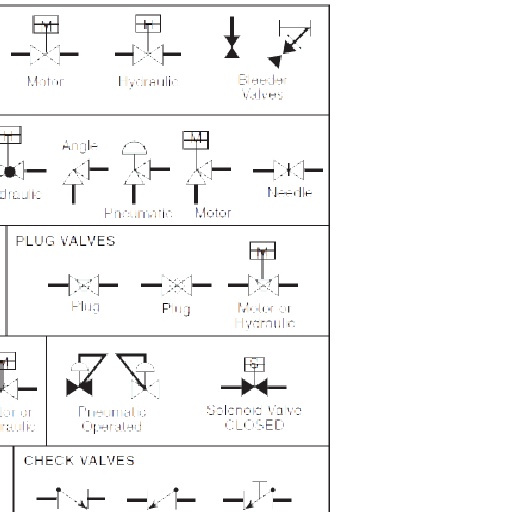 M
H
Motor
Hydraulic
Bleeder
Valves
H
M
Angle
draulic
Pneumatic
Motor
Needle
PLUG VALVES
M
Plug
Plug
Motor or
Hydraulic
M
S
tor or
raulic
Pneumatic
Operated
Solenoid Valve
CLOSED
CHECK VALVES